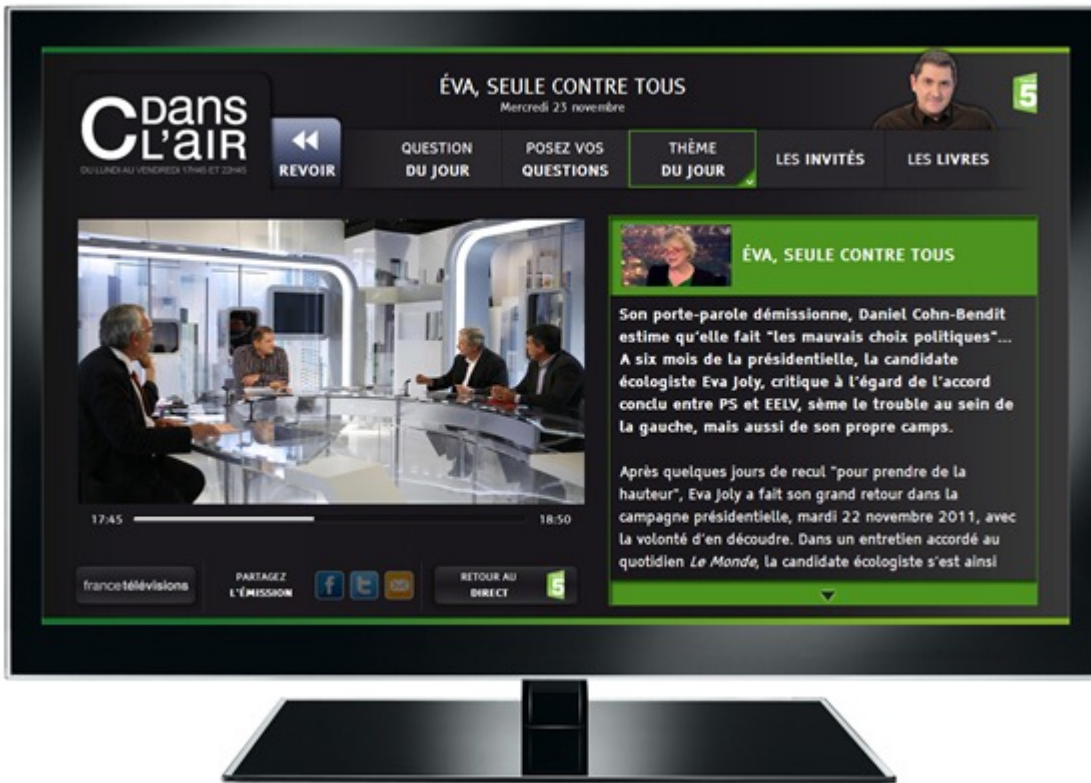 C DANS L'AIR
DU LUNDI AU VENDREDI 17H45 ET 22H45
REVOIR
ÉVA, SEULE CONTRE TOUS
Mercredi 23 novembre
5
QUESTION
DU JOUR
POSEZ VOS
QUESTIONS
THÈME
DU JOUR
LES INVITÉS
LES LIVRES
17:45
18:50
ÉVA, SEULE CONTRE TOUS
Son porte-parole démissionne, Daniel Cohn-Bendit
estime qu'elle fait "les mauvais choix politiques"...
A six mois de la présidentielle, la candidate
écologiste Eva Joly, critique à l'égard de l'accord
conclu entre PS et EELV, sème le trouble au sein de
la gauche, mais aussi de son propre camps.
Après quelques jours de recul "pour prendre de la
hauteur", Eva Joly a fait son grand retour dans la
campagne présidentielle, mardi 22 novembre 2011, avec
la volonté d'en découdre. Dans un entretien accordé au
quotidien Le Monde, la candidate écologiste s'est ainsi
francetélévisions
PARTAGEZ
L'ÉMISSION
f
t
RETOUR AU
DIRECT
5